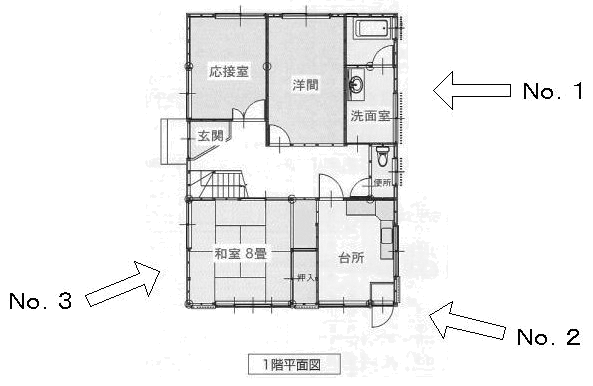 応接室
洋間
洗面室
No. 1
玄関
便所
和室 8畳
押入
台所
No. 3
No. 2
1階平面図